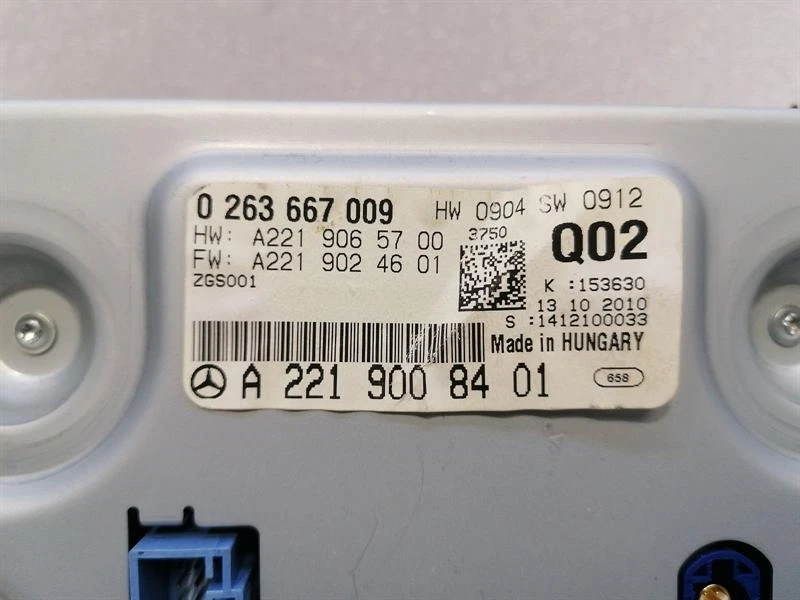 0 263 667 009 HW 0904 SW 0912
HW: A221 906 57 00 3750
FW: A221 902 46 01 Q02
ZGS001 K :153630
13 10 2010
S :1412100033
Made in HUNGARY
A 221 900 84 01 658